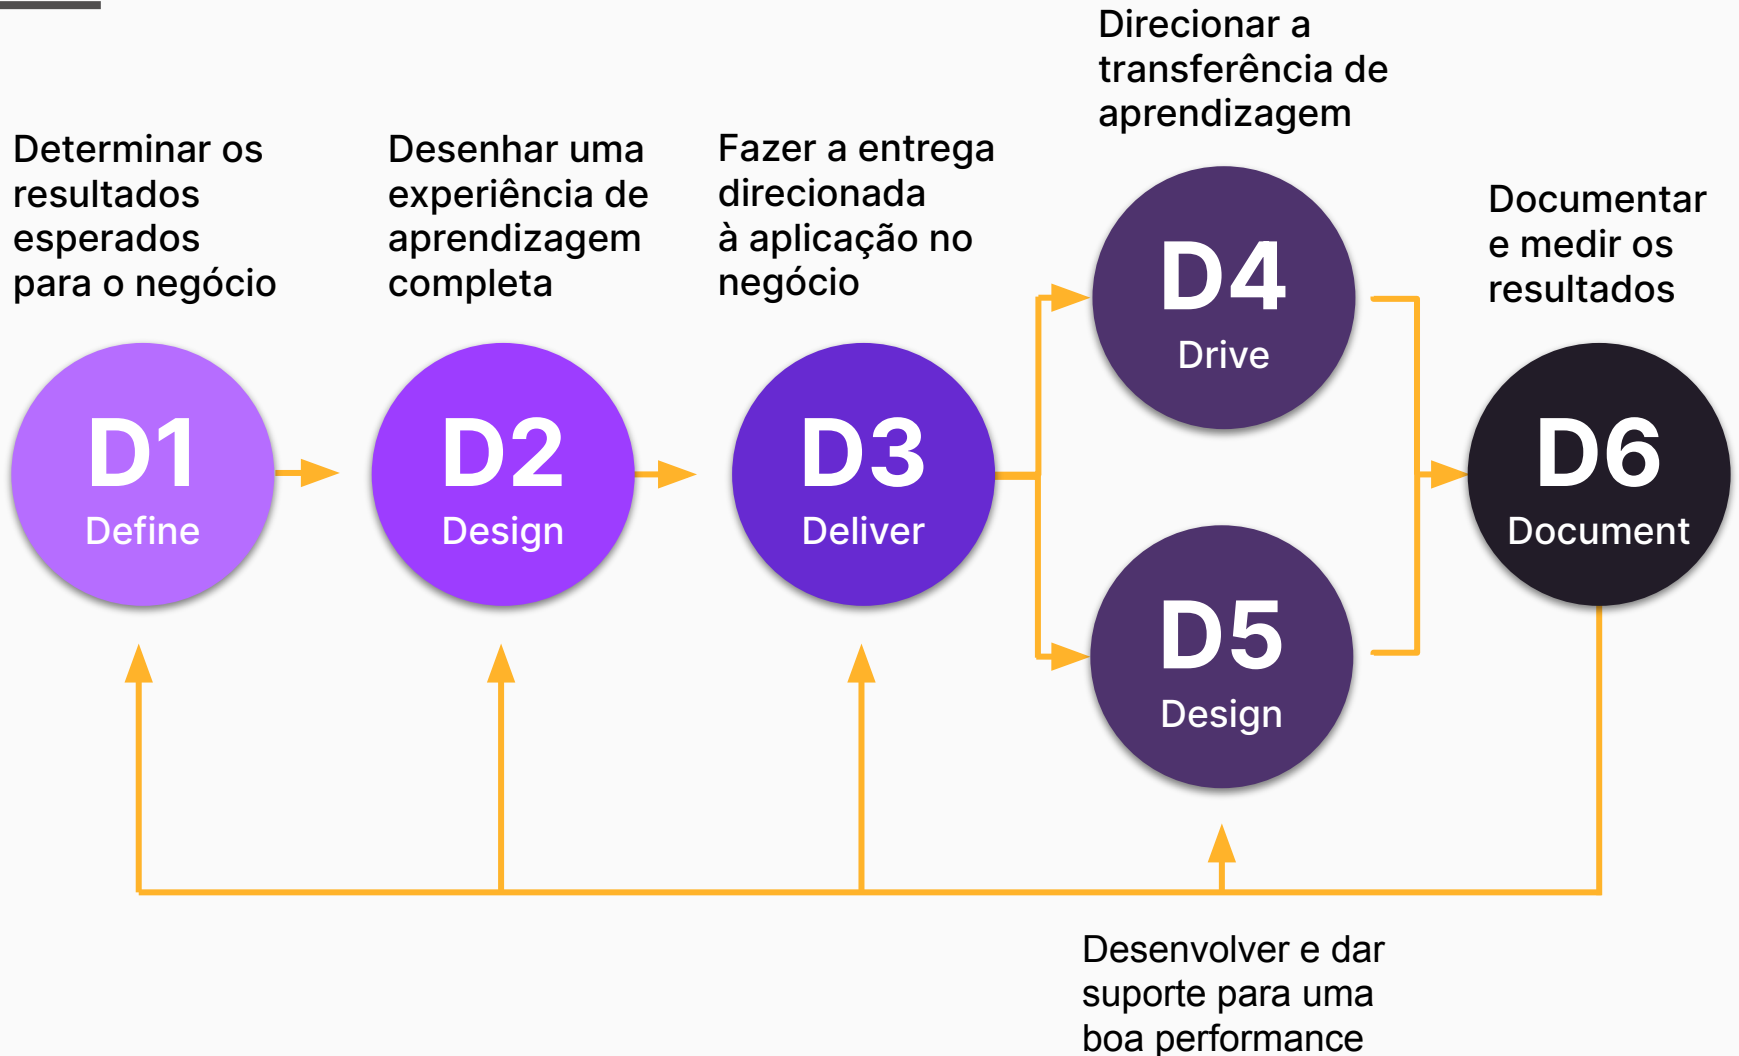 Determinar os
resultados
esperados
para o negócio
D1
Define
Desenhar uma
experiência de
aprendizagem
completa
D2
Design
Fazer a entrega
direcionada
à aplicação no
negócio
D3
Deliver
Direcionar a
transferência de
aprendizagem
D4
Drive
D5
Design
Desenvolver e dar
suporte para uma
boa performance
Documentar
e medir os
resultados
D6
Document